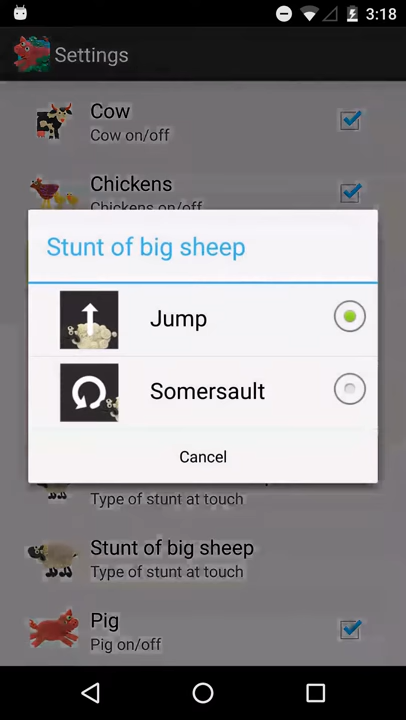 3:18
Settings
Cow
Cow on/off
Chickens
Chickens on/off
Stunt of big sheep
Jump
Somersault
Cancel
Type of stunt at touch
Stunt of big sheep
Type of stunt at touch
Pig
Pig on/off